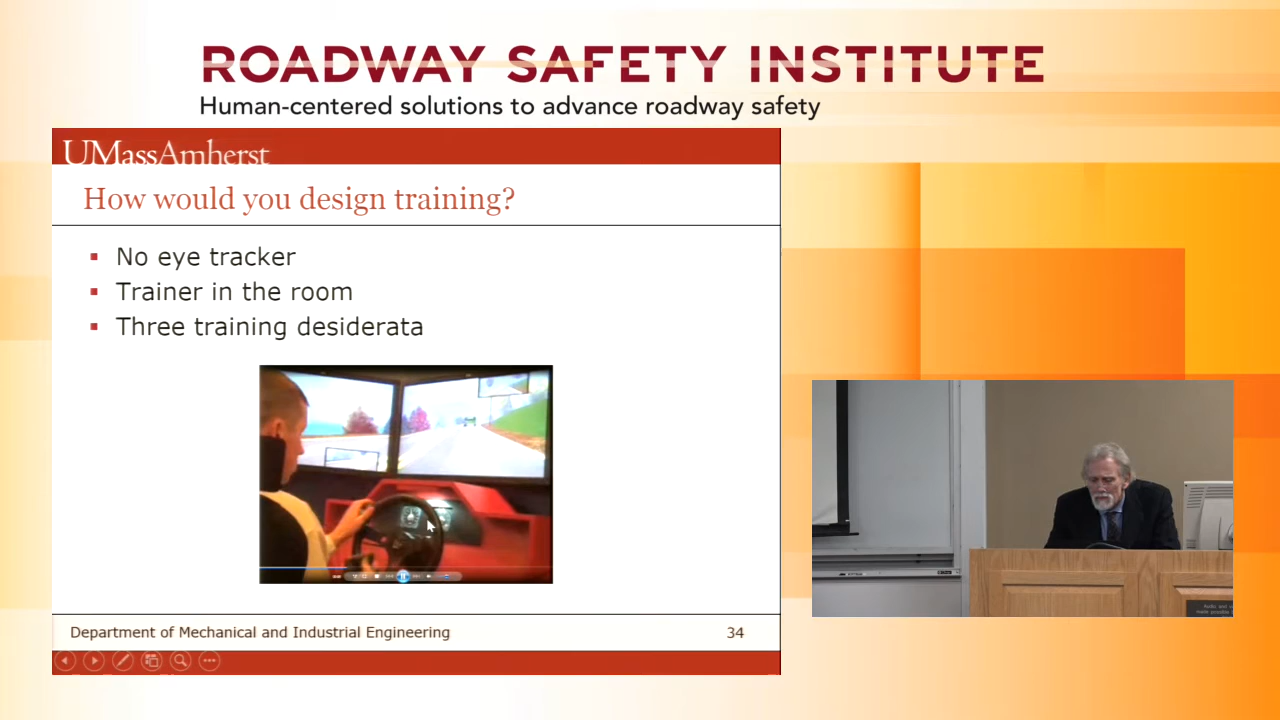 ROADWAY SAFETY INSTITUTE
Human-centered solutions to advance roadway safety
UMassAmherst
How would you design training?
No eye tracker
Trainer in the room
Three training desiderata
Department of Mechanical and Industrial Engineering
34